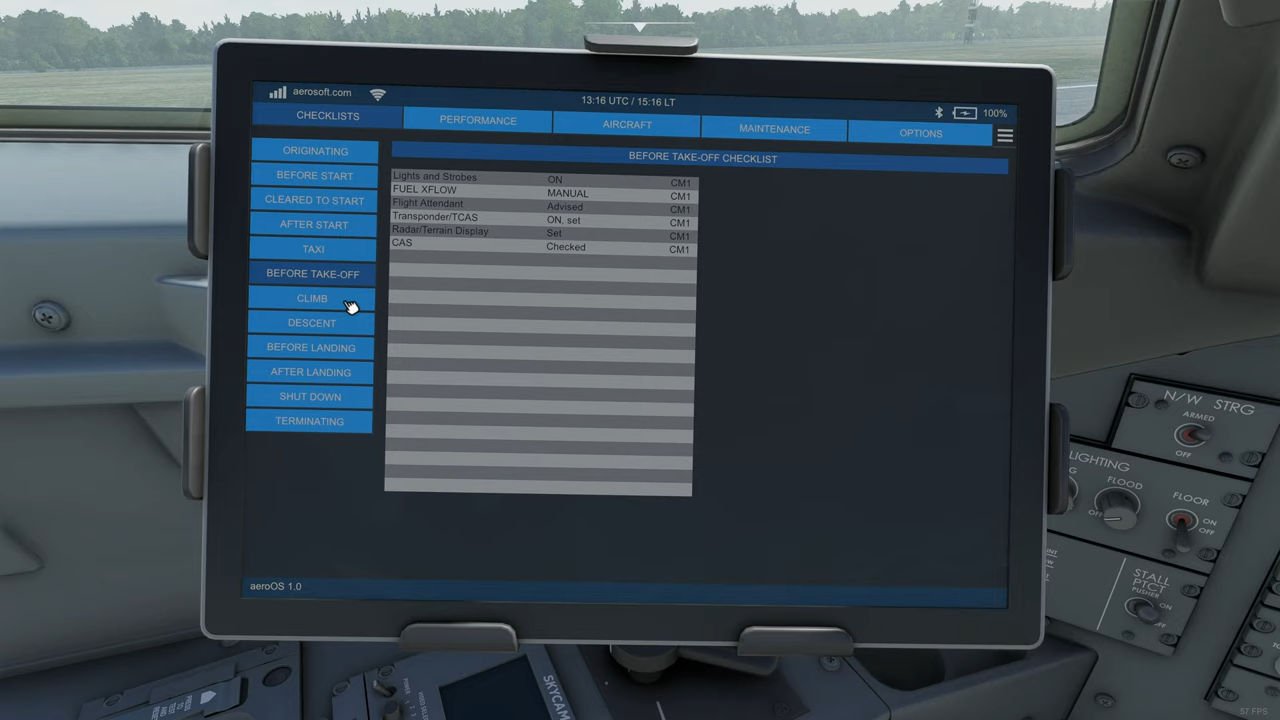 aerosoft.com
13:16 UTC / 15:16 LT
100%
CHECKLISTS
PERFORMANCE
AIRCRAFT
MAINTENANCE
OPTIONS
BEFORE TAKE-OFF CHECKLIST
ORIGINATING
BEFORE START
CLEARED TO START
AFTER START
TAXI
BEFORE TAKE-OFF
CLIMB
DESCENT
BEFORE LANDING
AFTER LANDING
SHUT DOWN
TERMINATING
Lights and Strobes ON CM1
FUEL XFLOW MANUAL CM1
Flight Attendant Advised CM1
Transponder/TCAS ON, set CM1
Radar/Terrain Display Set CM1
CAS Checked CM1
aeroOS 1.0
N/W STRG
ARMED
OFF
LIGHTING
FLOOD
OFF
FLOOR
ON
OFF
STALL
PTCT
PUSHER
ON
OFF
SKYCAM
57 FPS